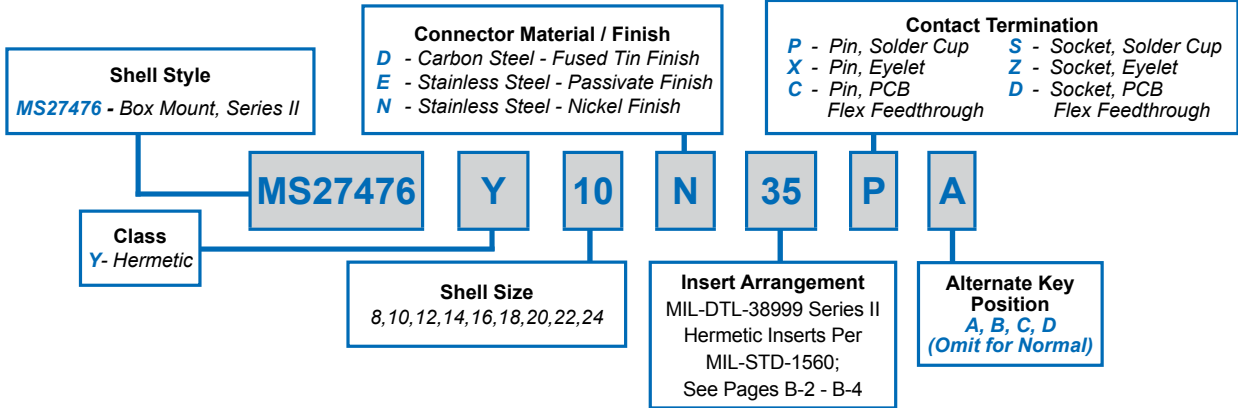 Shell Style
MS27476 - Box Mount, Series II
Connector Material / Finish
D - Carbon Steel - Fused Tin Finish
E - Stainless Steel - Passivate Finish
N - Stainless Steel - Nickel Finish
Contact Termination
P - Pin, Solder Cup
X - Pin, Eyelet
C - Pin, PCB
Flex Feedthrough
S - Socket, Solder Cup
Z - Socket, Eyelet
D - Socket, PCB
Flex Feedthrough
MS27476 Y 10 N 35 P A
Class
Y- Hermetic
Shell Size
8,10,12,14,16,18,20,22,24
Insert Arrangement
MIL-DTL-38999 Series II
Hermetic Inserts Per
MIL-STD-1560;
See Pages B-2 - B-4
Alternate Key
Position
A, B, C, D
(Omit for Normal)